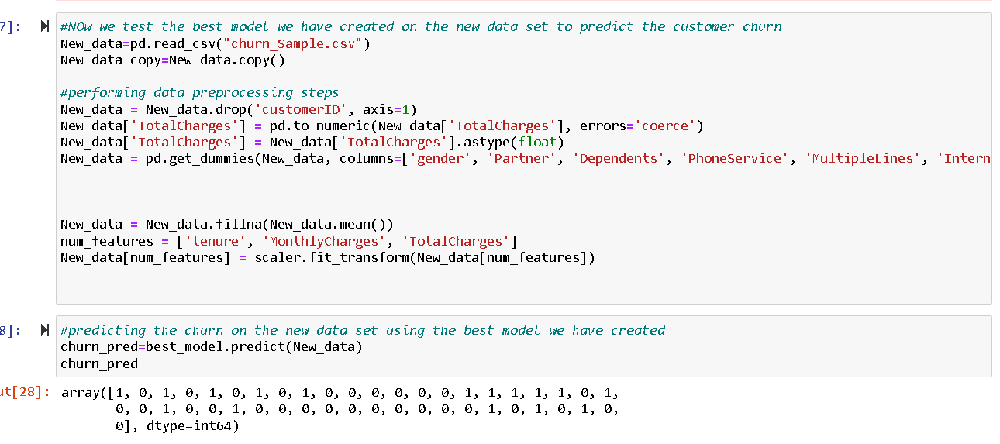 7]: #NOw we test the best model we have created on the new data set to predict the customer churn
New_data=pd.read_csv("churn_Sample.csv")
New_data_copy=New_data.copy()
#performing data preprocessing steps
New_data = New_data.drop('customerID', axis=1)
New_data['TotalCharges'] = pd.to_numeric(New_data['TotalCharges'], errors='coerce')
New_data['TotalCharges'] = New_data['TotalCharges'].astype(float)
New_data = pd.get_dummies(New_data, columns=['gender', 'Partner', 'Dependents', 'PhoneService', 'MultipleLines', 'Intern
New_data = New_data.fillna(New_data.mean())
num_features = ['tenure', 'MonthlyCharges', 'TotalCharges']
New_data[num_features] = scaler.fit_transform(New_data[num_features])
8]: #predicting the churn on the new data set using the best model we have created
churn_pred=best_model.predict(New_data)
churn_pred
ut[28]: array([1, 0, 1, 0, 1, 0, 1, 0, 1, 0, 0, 0, 0, 0, 0, 1, 1, 1, 1, 1, 0, 1,
0, 0, 1, 0, 0, 1, 0, 0, 0, 0, 0, 0, 0, 0, 0, 0, 1, 0, 1, 0, 1, 0,
0], dtype=int64)